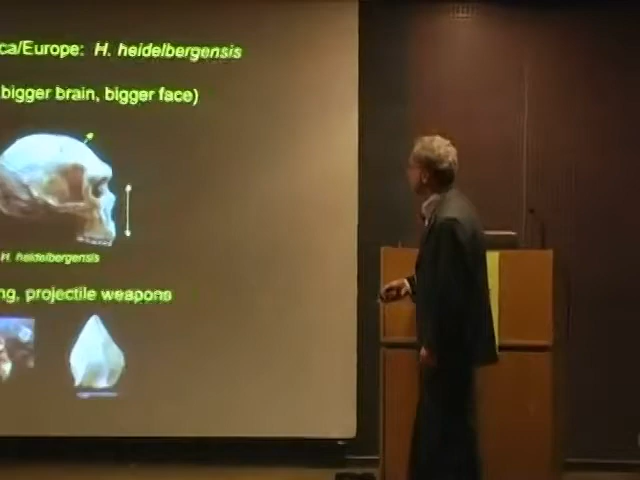 ca/Europe: H. heidelbergensis
bigger brain, bigger face)
H. heidelbergensis
ng, projectile weapons